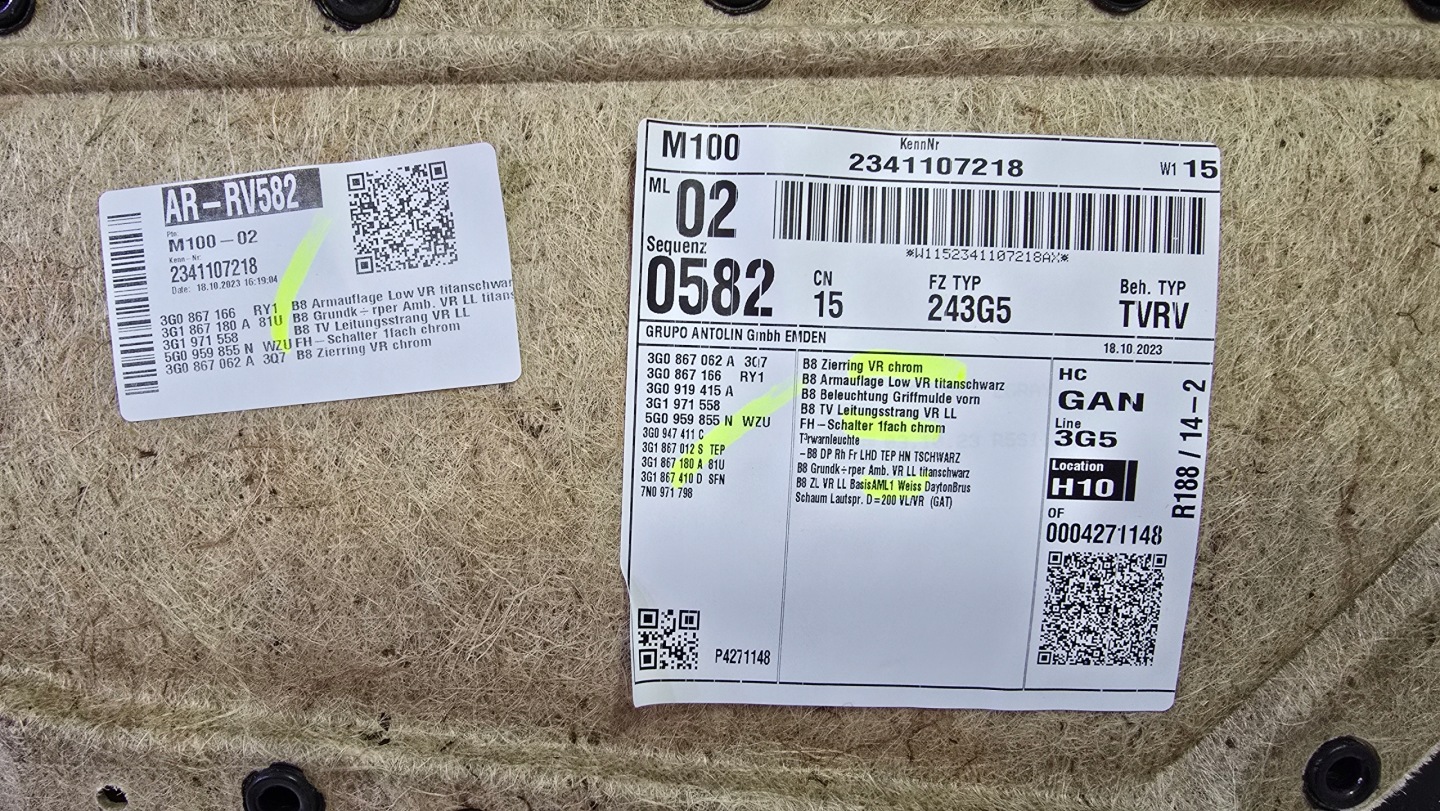 AR-RV582
Pin:
M100-02
Kenn-Nr:
2341107218
Date: 18.10.2023 16:19:04
3G0 867 166 RY1 B8 Armauflage Low VR titanschwar
3G1 867 180 A 81U B8 Grundk÷rper Amb. VR LL titans
3G1 971 558 B8 TV Leitungsstrang VR LL
5G0 959 855 N WZU FH-Schalter 1fach chrom
3G0 867 062 A 3Q7 B8 Zierring VR chrom
M100
KennNr
2341107218
W1 15
ML 02
*W1152341107218AX*
Sequenz
0582
CN
15
FZ TYP
243G5
Beh. TYP
TVRV
GRUPO ANTOLIN Gmbh EMDEN
18.10.2023
3G0 867 062 A 3Q7 B8 Zierring VR chrom
3G0 867 166 RY1 B8 Armauflage Low VR titanschwarz
3G0 919 415 A B8 Beleuchtung Griffmulde vorn
3G1 971 558 B8 TV Leitungsstrang VR LL
5G0 959 855 N WZU FH-Schalter 1fach chrom
3G0 947 411 C T³rwarnleuchte
3G1 867 012 S TEP -B8 DP Rh Fr LHD TEP HN TSCHWARZ
3G1 867 180 A 81U B8 Grundk÷rper Amb. VR LL titanschwarz
3G1 867 410 D SFN B8 ZL VR LL BasisAML1 Weiss DaytonBrus
7N0 971 798 Schaum Lautspr. D=200 VL/VR (GAT)
HC
GAN
Line
3G5
Location
H10
OF
0004271148
R188 / 14-2
P4271148